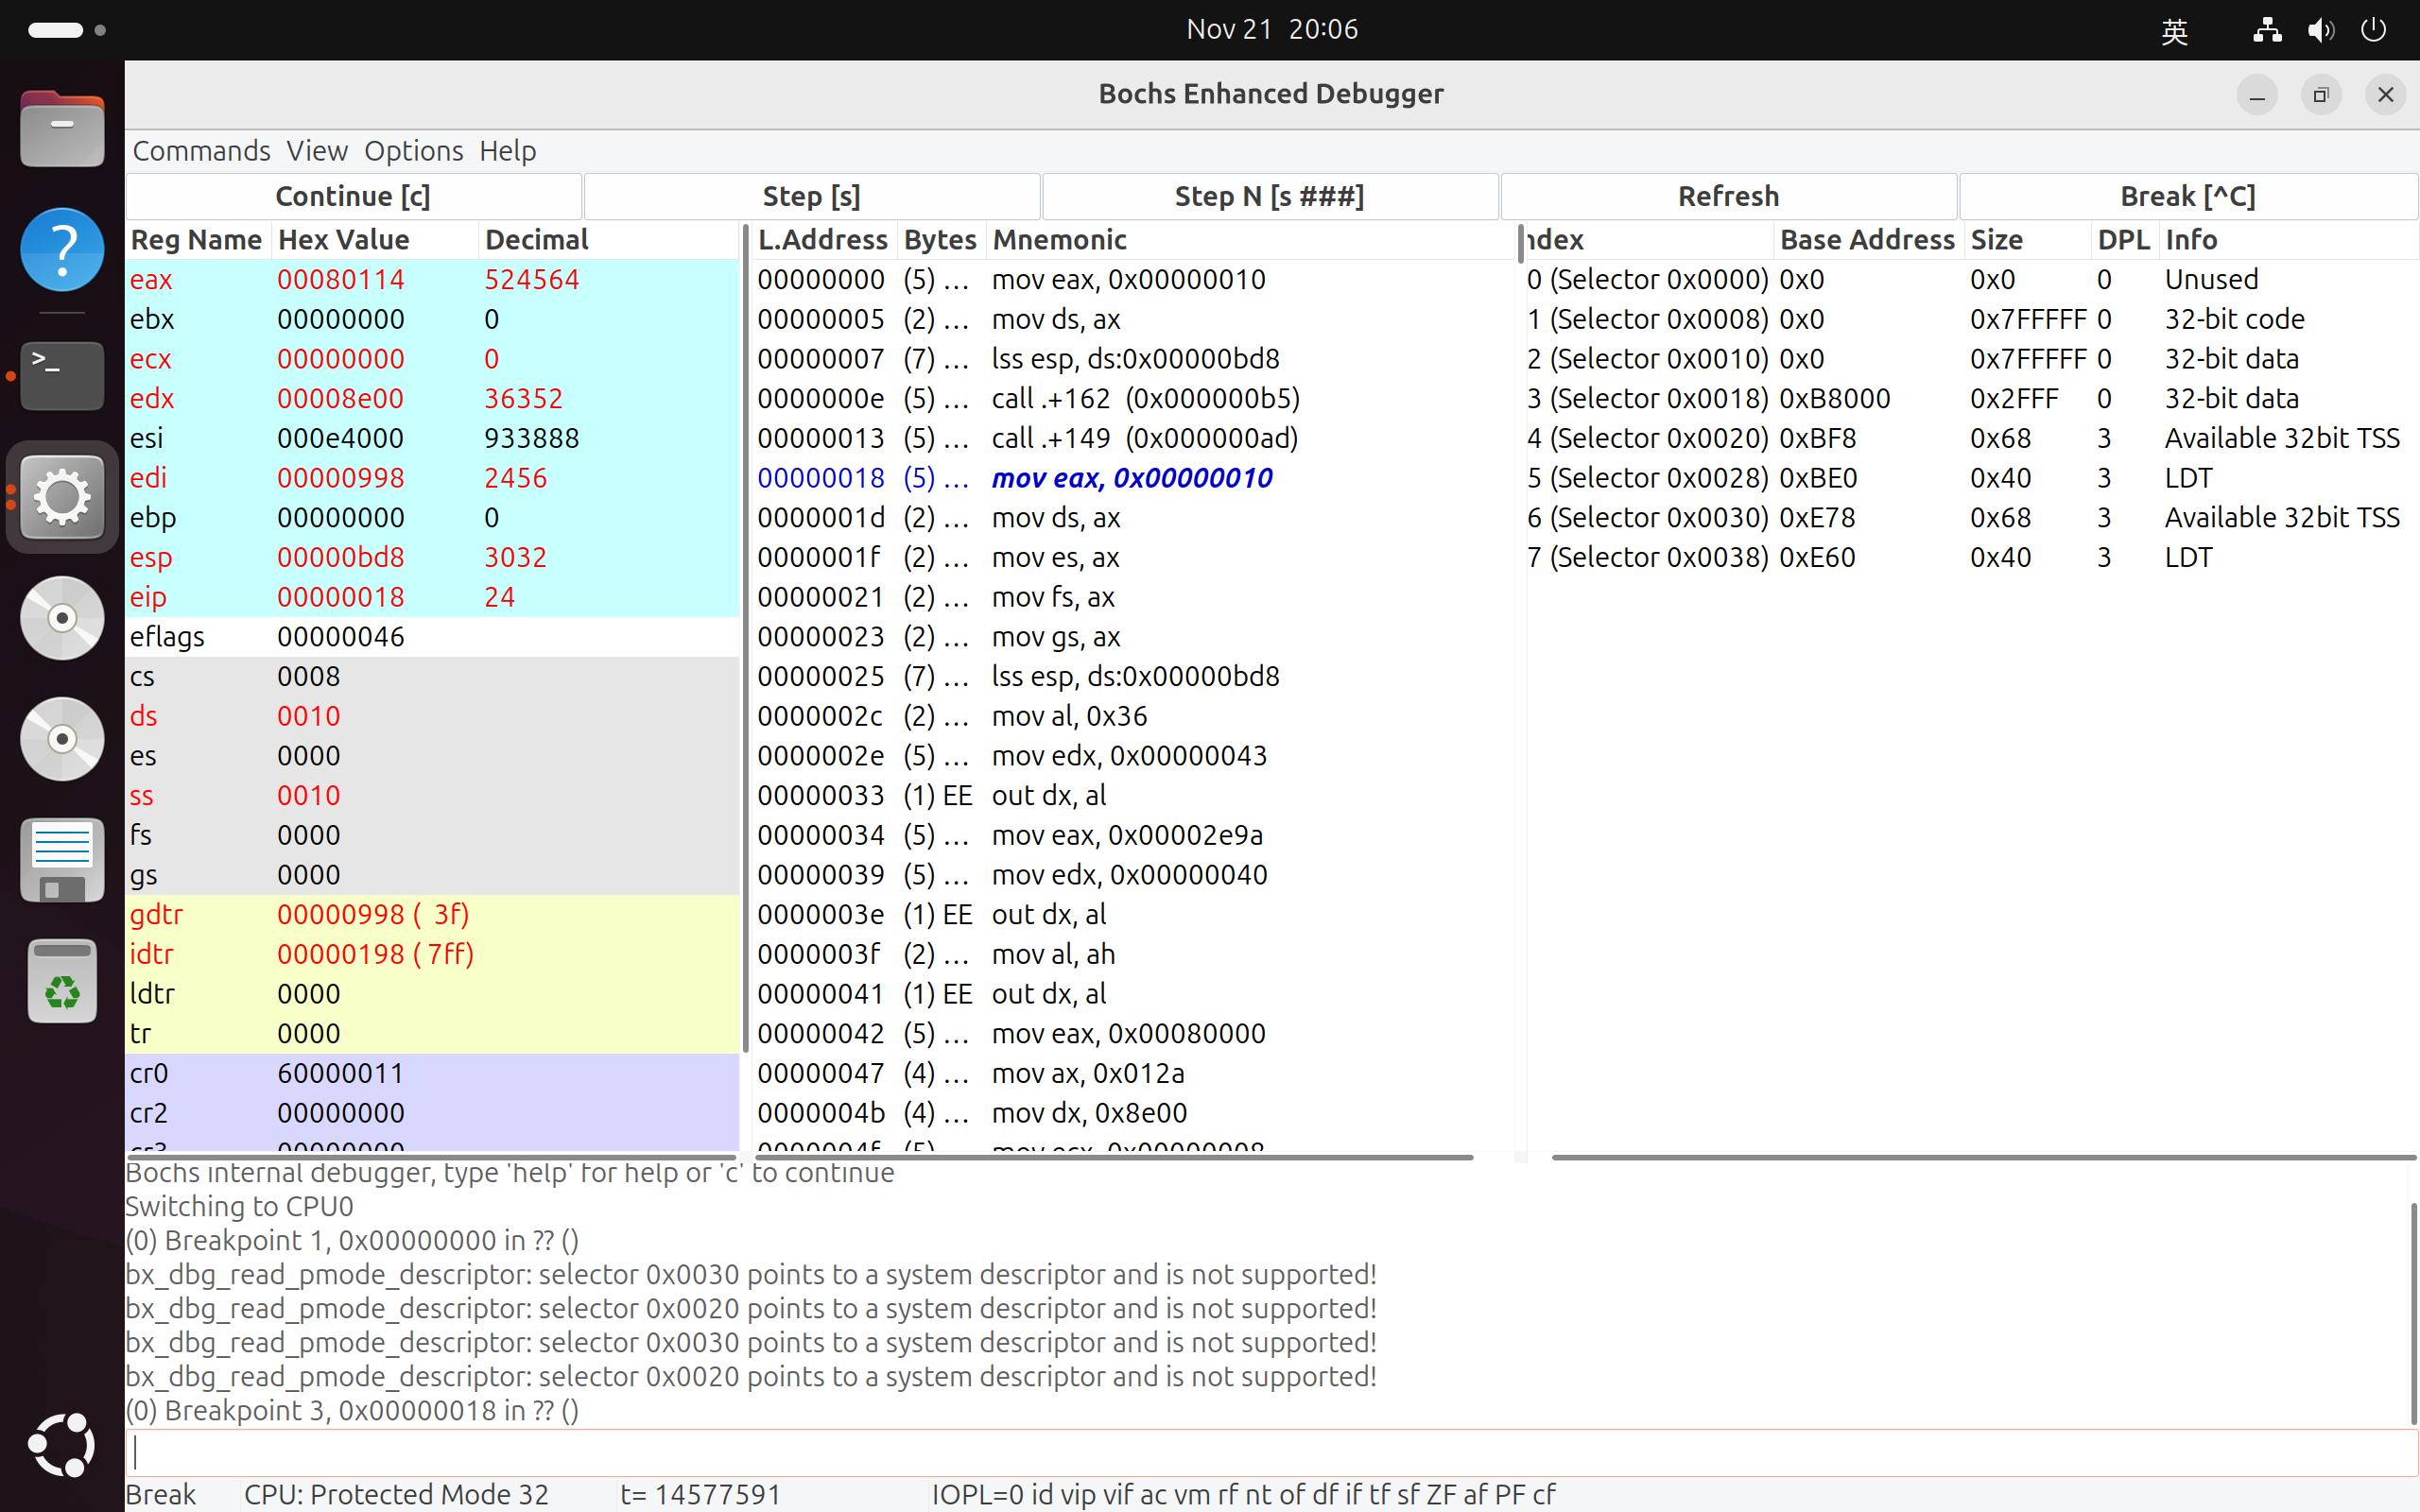 Nov 21 20:06
英
Bochs Enhanced Debugger
Commands View Options Help
Continue [c] Step [s] Step N [s ###] Refresh Break [^C]
Reg Name Hex Value Decimal L.Address Bytes Mnemonic ndex Base Address Size DPL Info
eax 00080114 524564 00000000 (5) … mov eax, 0x00000010 0 (Selector 0x0000) 0x0 0x0 0 Unused
ebx 00000000 0 00000005 (2) … mov ds, ax 1 (Selector 0x0008) 0x0 0x7FFFFF 0 32-bit code
ecx 00000000 0 00000007 (7) … lss esp, ds:0x00000bd8 2 (Selector 0x0010) 0x0 0x7FFFFF 0 32-bit data
edx 00008e00 36352 0000000e (5) … call .+162 (0x000000b5) 3 (Selector 0x0018) 0xB8000 0x2FFF 0 32-bit data
esi 000e4000 933888 00000013 (5) … call .+149 (0x000000ad) 4 (Selector 0x0020) 0xBF8 0x68 3 Available 32bit TSS
edi 00000998 2456 00000018 (5) … mov eax, 0x00000010 5 (Selector 0x0028) 0xBE0 0x40 3 LDT
ebp 00000000 0 0000001d (2) … mov ds, ax 6 (Selector 0x0030) 0xE78 0x68 3 Available 32bit TSS
esp 00000bd8 3032 0000001f (2) … mov es, ax 7 (Selector 0x0038) 0xE60 0x40 3 LDT
eip 00000018 24 00000021 (2) … mov fs, ax
eflags 00000046 00000023 (2) … mov gs, ax
cs 0008 00000025 (7) … lss esp, ds:0x00000bd8
ds 0010 0000002c (2) … mov al, 0x36
es 0000 0000002e (5) … mov edx, 0x00000043
ss 0010 00000033 (1) EE out dx, al
fs 0000 00000034 (5) … mov eax, 0x00002e9a
gs 0000 00000039 (5) … mov edx, 0x00000040
gdtr 00000998 ( 3f) 0000003e (1) EE out dx, al
idtr 00000198 ( 7ff) 0000003f (2) … mov al, ah
ldtr 0000 00000041 (1) EE out dx, al
tr 0000 00000042 (5) … mov eax, 0x00080000
cr0 60000011 00000047 (4) … mov ax, 0x012a
cr2 00000000 0000004b (4) … mov dx, 0x8e00
cr3 00000000 0000004f (5) … mov ecx, 0x00000008
Bochs internal debugger, type 'help' for help or 'c' to continue
Switching to CPU0
(0) Breakpoint 1, 0x00000000 in ?? ()
bx_dbg_read_pmode_descriptor: selector 0x0030 points to a system descriptor and is not supported!
bx_dbg_read_pmode_descriptor: selector 0x0020 points to a system descriptor and is not supported!
bx_dbg_read_pmode_descriptor: selector 0x0030 points to a system descriptor and is not supported!
bx_dbg_read_pmode_descriptor: selector 0x0020 points to a system descriptor and is not supported!
(0) Breakpoint 3, 0x00000018 in ?? ()
Break CPU: Protected Mode 32 t= 14577591 IOPL=0 id vip vif ac vm rf nt of df if tf sf ZF af PF cf